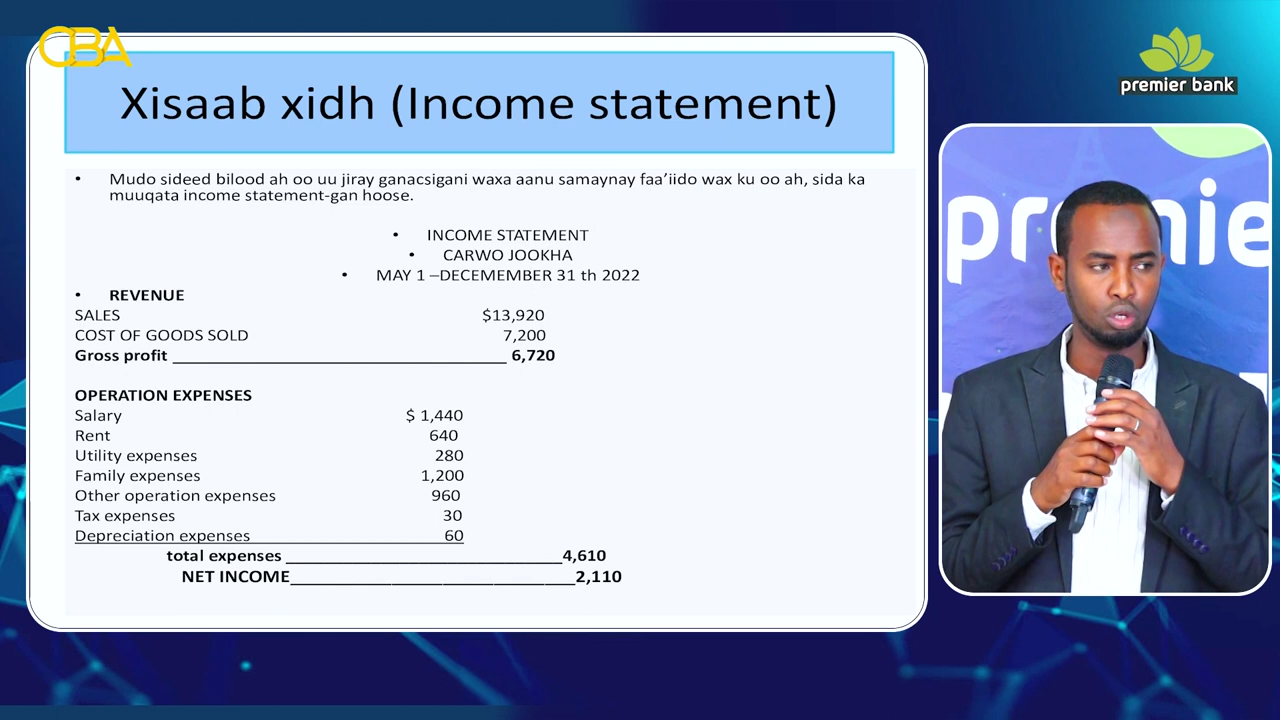 CBA
premier bank
Xisaab xidh (Income statement)
• Mudo sideed bilood ah oo uu jiray ganacsigani waxa aanu samaynay faa’iido wax ku oo ah, sida ka
muuqata income statement-gan hoose.
• INCOME STATEMENT
• CARWO JOOKHA
• MAY 1 –DECEMEMBER 31 th 2022
• REVENUE
SALES $13,920
COST OF GOODS SOLD 7,200
Gross profit 6,720
OPERATION EXPENSES
Salary $ 1,440
Rent 640
Utility expenses 280
Family expenses 1,200
Other operation expenses 960
Tax expenses 30
Depreciation expenses 60
total expenses 4,610
NET INCOME 2,110